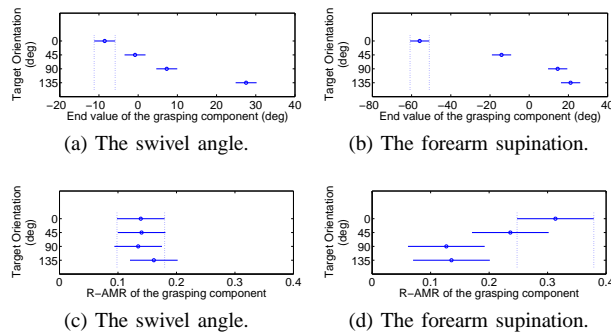 Target Orientation
(deg)
0
45
90
135
−20 −10 0 10 20 30 40
End value of the grasping component (deg)
(a) The swivel angle.
Target Orientation
(deg)
0
45
90
135
−80 −60 −40 −20 0 20 40
End value of the grasping component (deg)
(b) The forearm supination.
Target Orientation
(deg)
0
45
90
135
0 0.1 0.2 0.3 0.4
R−AMR of the grasping component
(c) The swivel angle.
Target Orientation
(deg)
0
45
90
135
0 0.1 0.2 0.3 0.4
R−AMR of the grasping component
(d) The forearm supination.